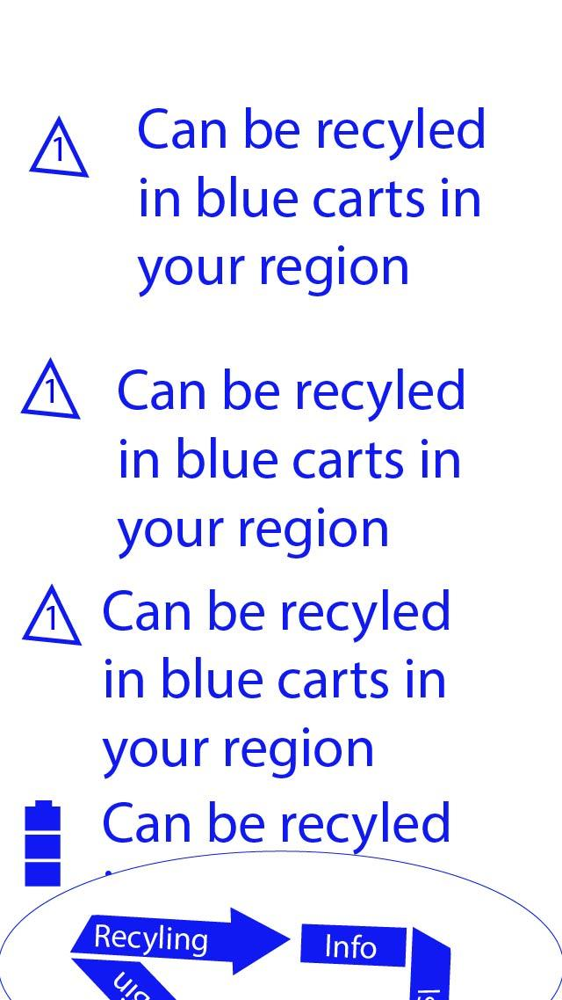 1
Can be recyled
in blue carts in
your region
1
Can be recyled
in blue carts in
your region
1
Can be recyled
in blue carts in
your region
Can be recyled
Recyling
Info